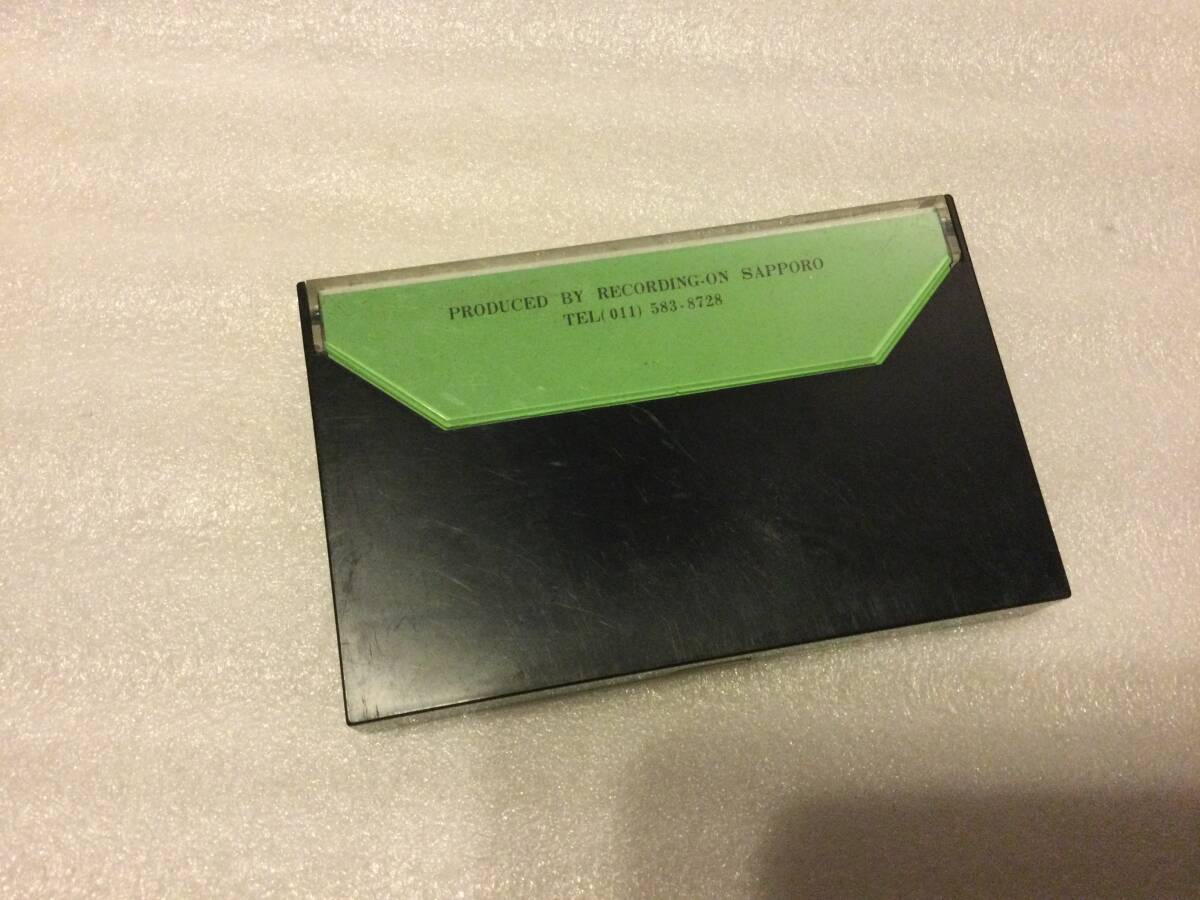 PRODUCED BY RECORDING-ON SAPPORO
TEL(011) 583-8728